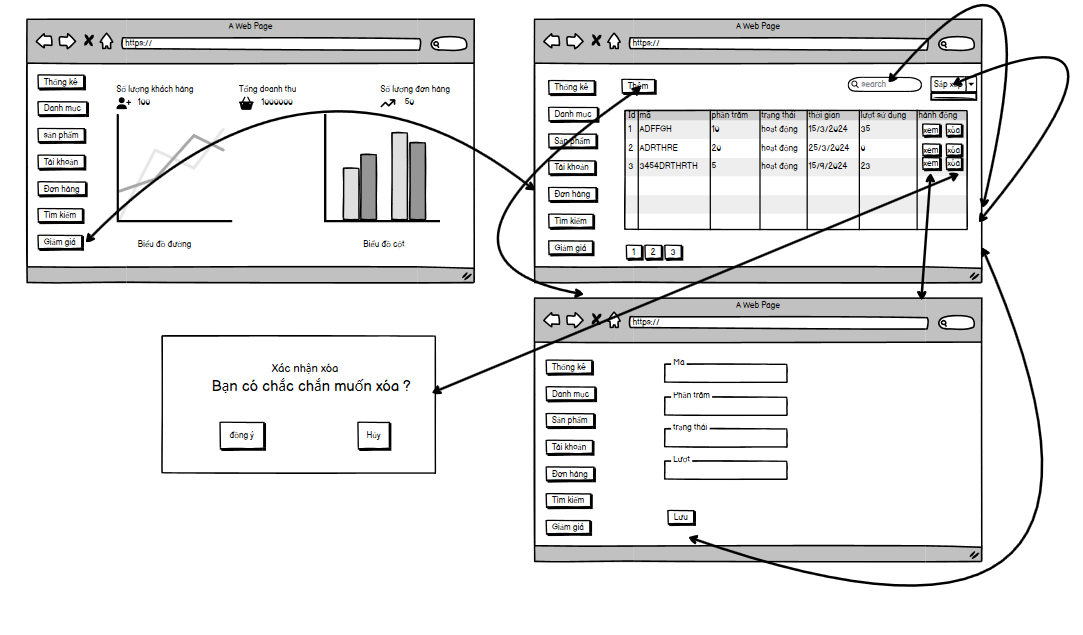 A Web Page
https://
Thống kê
Danh mục
sản phẩm
Tài khoản
Đơn hàng
Tìm kiếm
Giảm giá
Số lượng khách hàng
100
Tổng doanh thu
1000000
Số lượng đơn hàng
50
Biểu đồ đường
Biểu đồ cột
A Web Page
https://
Thống kê
Danh mục
Sản phẩm
Tài khoản
Đơn hàng
Tìm kiếm
Giảm giá
Thêm
search
Sắp xếp
Id mã phần trăm trạng thái thời gian lượt sử dụng hành động
1 ADFFGH 10 hoạt động 15/3/2024 35 xem xóa
2 ADRTHRE 20 hoạt động 25/3/2024 0 xem xóa
3 3454DRTHRTH 5 hoạt động 15/9/2024 23 xem xóa
1 2 3
Xác nhận xóa
Bạn có chắc chắn muốn xóa ?
đồng ý
Hủy
A Web Page
https://
Thống kê
Danh mục
Sản phẩm
Tài khoản
Đơn hàng
Tìm kiếm
Giảm giá
Mã
Phần trăm
trạng thái
Lượt
Lưu